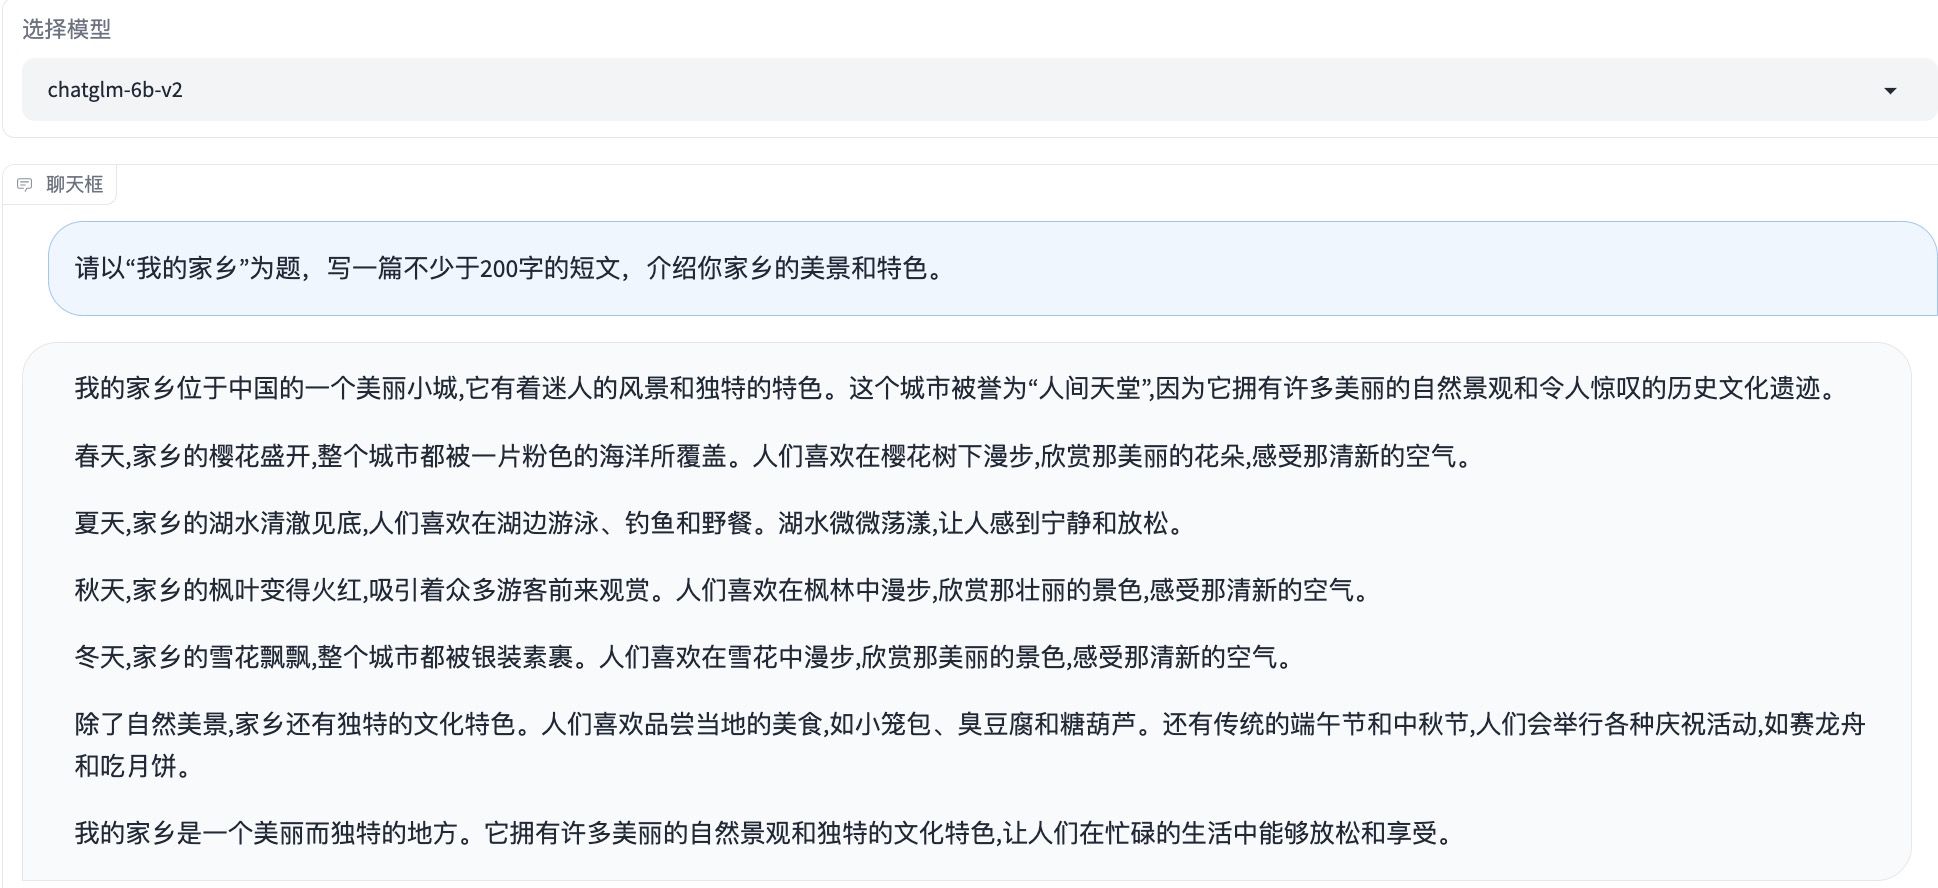 选择模型
chatglm-6b-v2
聊天框
请以“我的家乡”为题，写一篇不少于200字的短文，介绍你家乡的美景和特色。
我的家乡位于中国的一个美丽小城,它有着迷人的风景和独特的特色。这个城市被誉为“人间天堂”,因为它拥有许多美丽的自然景观和令人惊叹的历史文化遗迹。
春天,家乡的樱花盛开,整个城市都被一片粉色的海洋所覆盖。人们喜欢在樱花树下漫步,欣赏那美丽的花朵,感受那清新的空气。
夏天,家乡的湖水清澈见底,人们喜欢在湖边游泳、钓鱼和野餐。湖水微微荡漾,让人感到宁静和放松。
秋天,家乡的枫叶变得火红,吸引着众多游客前来观赏。人们喜欢在枫林中漫步,欣赏那壮丽的景色,感受那清新的空气。
冬天,家乡的雪花飘飘,整个城市都被银装素裹。人们喜欢在雪花中漫步,欣赏那美丽的景色,感受那清新的空气。
除了自然美景,家乡还有独特的文化特色。人们喜欢品尝当地的美食,如小笼包、臭豆腐和糖葫芦。还有传统的端午节和中秋节,人们会举行各种庆祝活动,如赛龙舟
和吃月饼。
我的家乡是一个美丽而独特的地方。它拥有许多美丽的自然景观和独特的文化特色,让人们在忙碌的生活中能够放松和享受。